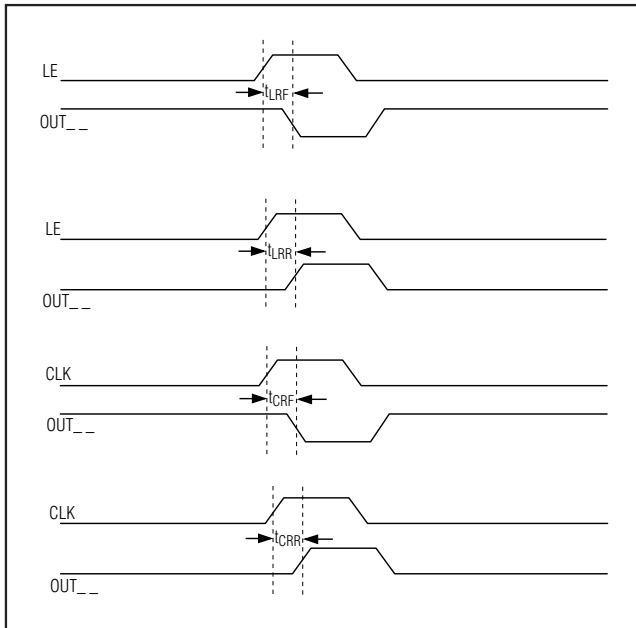 LE
tLRF
OUT_ _
LE
tLRR
OUT_ _
CLK
tCRF
OUT_ _
CLK
tCRR
OUT_ _